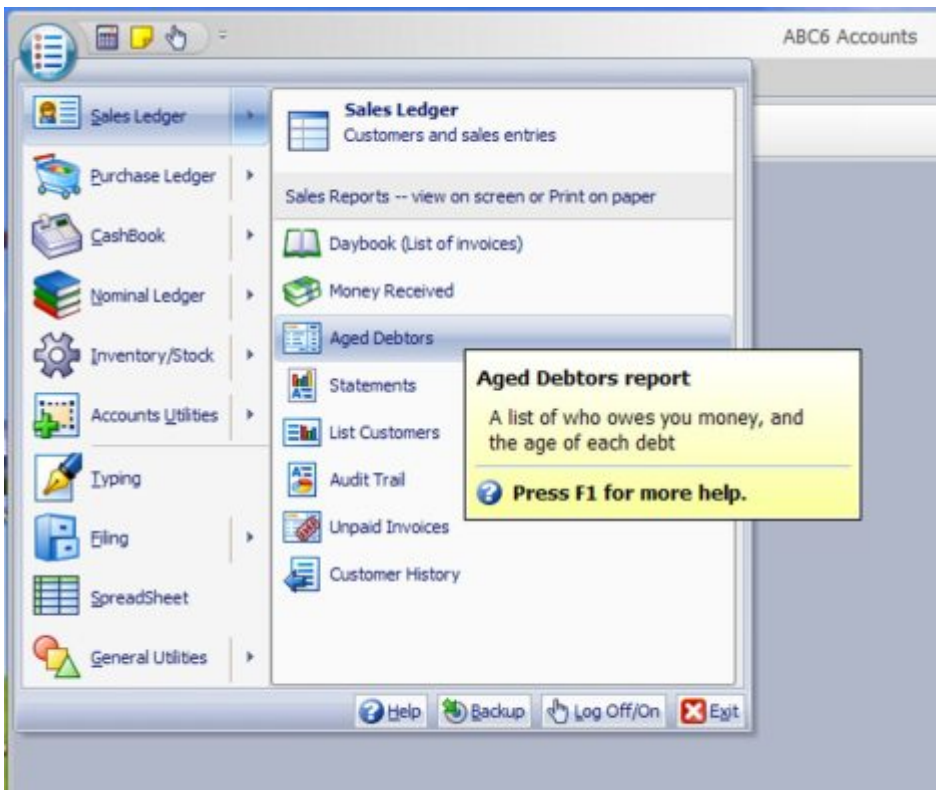 ABC6 Accounts
Sales Ledger
Purchase Ledger
CashBook
Nominal Ledger
Inventory/Stock
Accounts Utilities
Typing
Filing
SpreadSheet
General Utilities
Sales Ledger
Customers and sales entries
Sales Reports -- view on screen or Print on paper
Daybook (List of invoices)
Money Received
Aged Debtors
Statements
List Customers
Audit Trail
Unpaid Invoices
Customer History
Aged Debtors report
A list of who owes you money, and
the age of each debt
Press F1 for more help.
Help Backup Log Off/On Exit